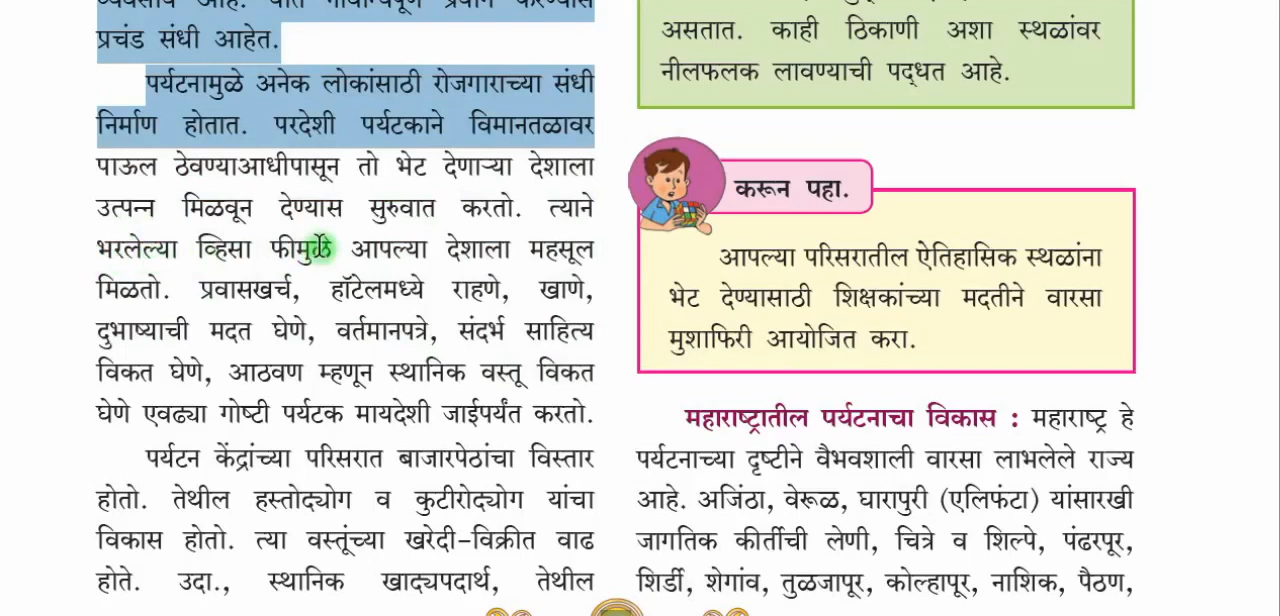 प्रचंड संधी आहेत.
पर्यटनामुळे अनेक लोकांसाठी रोजगाराच्या संधी
निर्माण होतात. परदेशी पर्यटकाने विमानतळावर
पाऊल ठेवण्याआधीपासून तो भेट देणाऱ्या देशाला
उत्पन्न मिळवून देण्यास सुरुवात करतो. त्याने
भरलेल्या व्हिसा फीमुळे आपल्या देशाला महसूल
मिळतो. प्रवासखर्च, हॉटेलमध्ये राहणे, खाणे,
दुभाष्याची मदत घेणे, वर्तमानपत्रे, संदर्भ साहित्य
विकत घेणे, आठवण म्हणून स्थानिक वस्तू विकत
घेणे एवढ्या गोष्टी पर्यटक मायदेशी जाईपर्यंत करतो.
पर्यटन केंद्रांच्या परिसरात बाजारपेठांचा विस्तार
होतो. तेथील हस्तोद्योग व कुटीरोद्योग यांचा
विकास होतो. त्या वस्तूंच्या खरेदी-विक्रीत वाढ
होते. उदा., स्थानिक खाद्यपदार्थ, तेथील
असतात. काही ठिकाणी अशा स्थळांवर
नीलफलक लावण्याची पद्धत आहे.
करून पहा.
आपल्या परिसरातील ऐतिहासिक स्थळांना
भेट देण्यासाठी शिक्षकांच्या मदतीने वारसा
मुशाफिरी आयोजित करा.
महाराष्ट्रातील पर्यटनाचा विकास : महाराष्ट्र हे
पर्यटनाच्या दृष्टीने वैभवशाली वारसा लाभलेले राज्य
आहे. अजिंठा, वेरूळ, घारापुरी (एलिफंटा) यांसारखी
जागतिक कीर्तीची लेणी, चित्रे व शिल्पे, पंढरपूर,
शिर्डी, शेगांव, तुळजापूर, कोल्हापूर, नाशिक, पैठण,